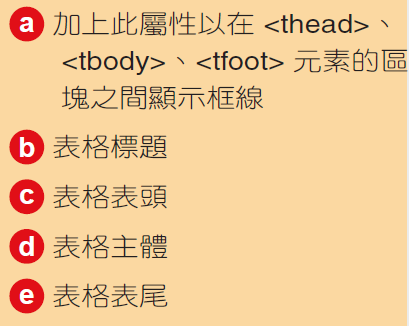 a 加上此屬性以在 <thead>、
<tbody>、<tfoot> 元素的區
塊之間顯示框線
b 表格標題
c 表格表頭
d 表格主體
e 表格表尾